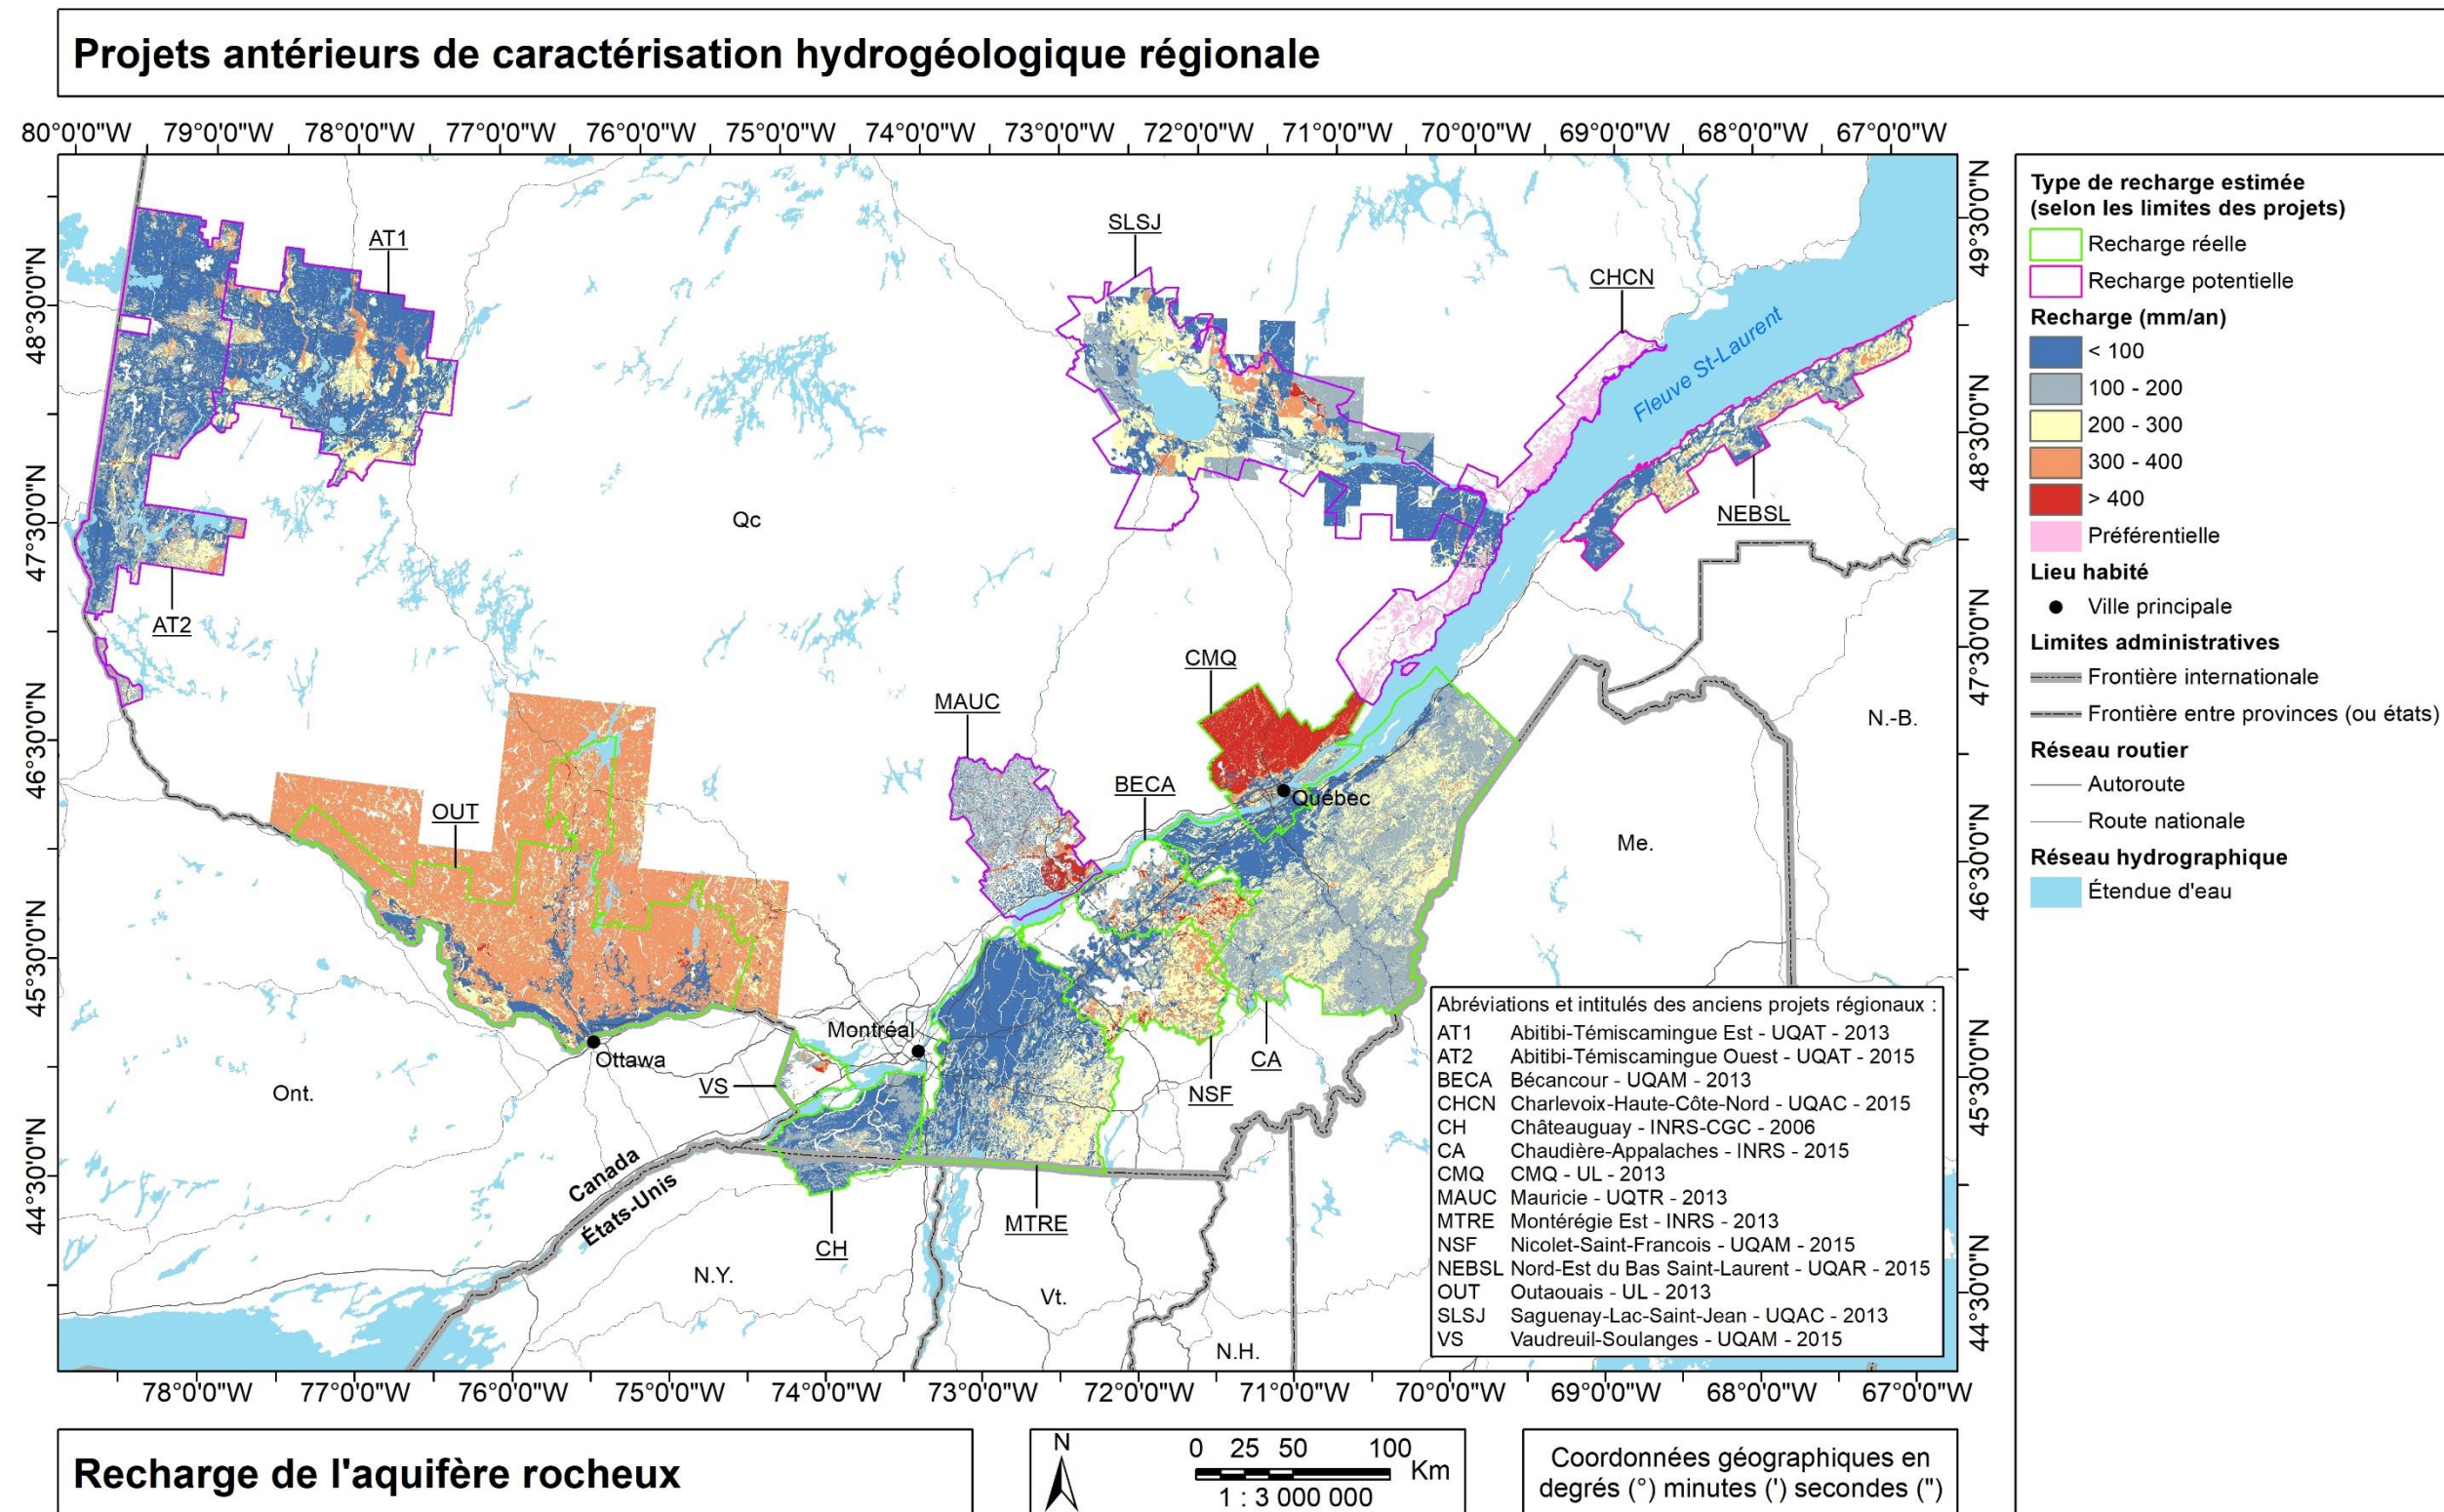 Projets antérieurs de caractérisation hydrogéologique régionale
80°0'0"W 79°0'0"W 78°0'0"W 77°0'0"W 76°0'0"W 75°0'0"W 74°0'0"W 73°0'0"W 72°0'0"W 71°0'0"W 70°0'0"W 69°0'0"W 68°0'0"W 67°0'0"W
48°30'0"N
47°30'0"N
46°30'0"N
45°30'0"N
44°30'0"N
AT1
SLSJ
CHCN
Fleuve St-Laurent
Qc
NEBSL
AT2
CMQ
MAUC
N.-B.
BECA
Québec
OUT
Me.
Montréal
Ottawa
VS
CA
Ont.
NSF
Canada
États-Unis
MTRE
CH
N.Y.
Vt.
N.H.
49°30'0"N
48°30'0"N
47°30'0"N
46°30'0"N
45°30'0"N
44°30'0"N
Abréviations et intitulés des anciens projets régionaux :
AT1 Abitibi-Témiscamingue Est - UQAT - 2013
AT2 Abitibi-Témiscamingue Ouest - UQAT - 2015
BECA Bécancour - UQAM - 2013
CHCN Charlevoix-Haute-Côte-Nord - UQAC - 2015
CH Châteauguay - INRS-CGC - 2006
CA Chaudière-Appalaches - INRS - 2015
CMQ CMQ - UL - 2013
MAUC Mauricie - UQTR - 2013
MTRE Montérégie Est - INRS - 2013
NSF Nicolet-Saint-Francois - UQAM - 2015
NEBSL Nord-Est du Bas Saint-Laurent - UQAR - 2015
OUT Outaouais - UL - 2013
SLSJ Saguenay-Lac-Saint-Jean - UQAC - 2013
VS Vaudreuil-Soulanges - UQAM - 2015
78°0'0"W 77°0'0"W 76°0'0"W 75°0'0"W 74°0'0"W 73°0'0"W 72°0'0"W 71°0'0"W 70°0'0"W 69°0'0"W 68°0'0"W 67°0'0"W
Type de recharge estimée
(selon les limites des projets)
Recharge réelle
Recharge potentielle
Recharge (mm/an)
< 100
100 - 200
200 - 300
300 - 400
> 400
Préférentielle
Lieu habité
Ville principale
Limites administratives
Frontière internationale
Frontière entre provinces (ou états)
Réseau routier
Autoroute
Route nationale
Réseau hydrographique
Étendue d'eau
Recharge de l'aquifère rocheux
N
0 25 50 100
Km
1 : 3 000 000
Coordonnées géographiques en
degrés (°) minutes (') secondes (")